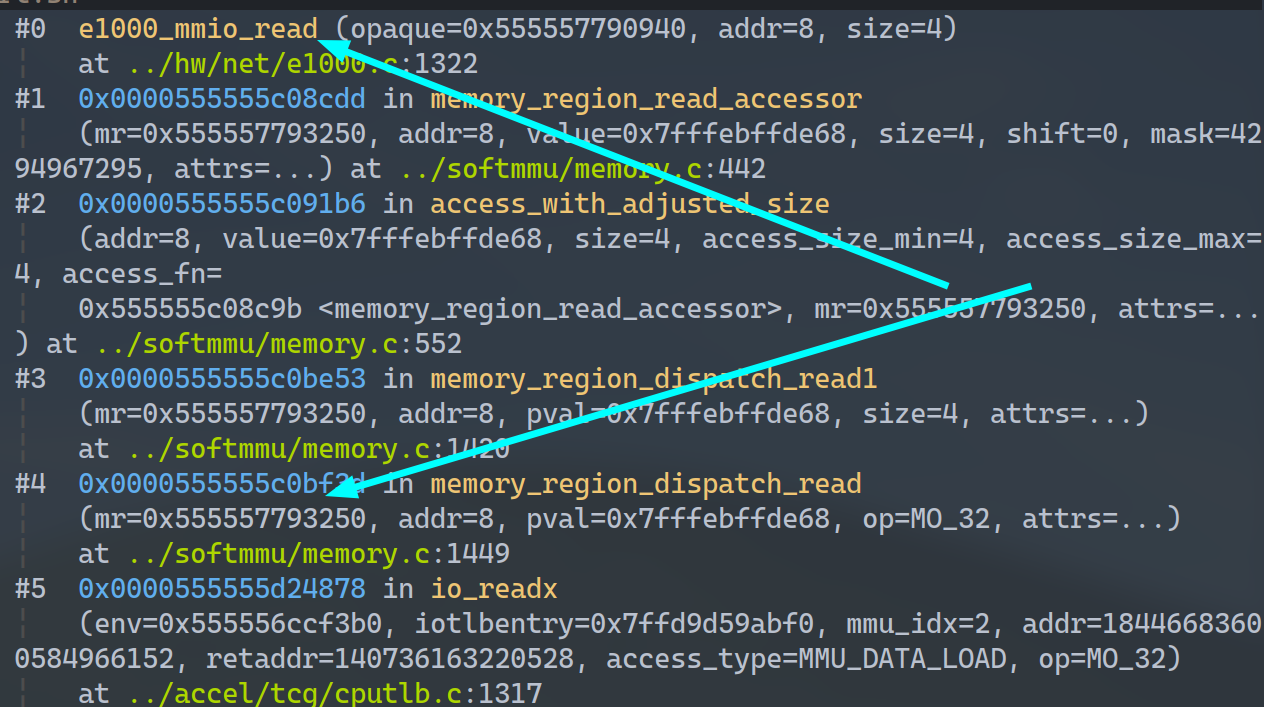 #0 e1000_mmio_read (opaque=0x555557790940, addr=8, size=4)
at ../hw/net/e1000.c:1322
#1 0x0000555555c08cdd in memory_region_read_accessor
(mr=0x555557793250, addr=8, value=0x7fffebffde68, size=4, shift=0, mask=42
94967295, attrs=...) at ../softmmu/memory.c:442
#2 0x0000555555c091b6 in access_with_adjusted_size
(addr=8, value=0x7fffebffde68, size=4, access_size_min=4, access_size_max=
4, access_fn=
0x555555c08c9b <memory_region_read_accessor>, mr=0x555557793250, attrs=...
) at ../softmmu/memory.c:552
#3 0x0000555555c0be53 in memory_region_dispatch_read1
(mr=0x555557793250, addr=8, pval=0x7fffebffde68, size=4, attrs=...)
at ../softmmu/memory.c:1420
#4 in memory_region_dispatch_read
(mr=0x555557793250, addr=8, pval=0x7fffebffde68, op=MO_32, attrs=...)
at ../softmmu/memory.c:1449
#5 0x0000555555d24878 in io_readx
(env=0x555556ccf3b0, iotlbentry=0x7ffd9d59abf0, mmu_idx=2, addr=1844668360
0584966152, retaddr=140736163220528, access_type=MMU_DATA_LOAD, op=MO_32)
at ../accel/tcg/cputlb.c:1317